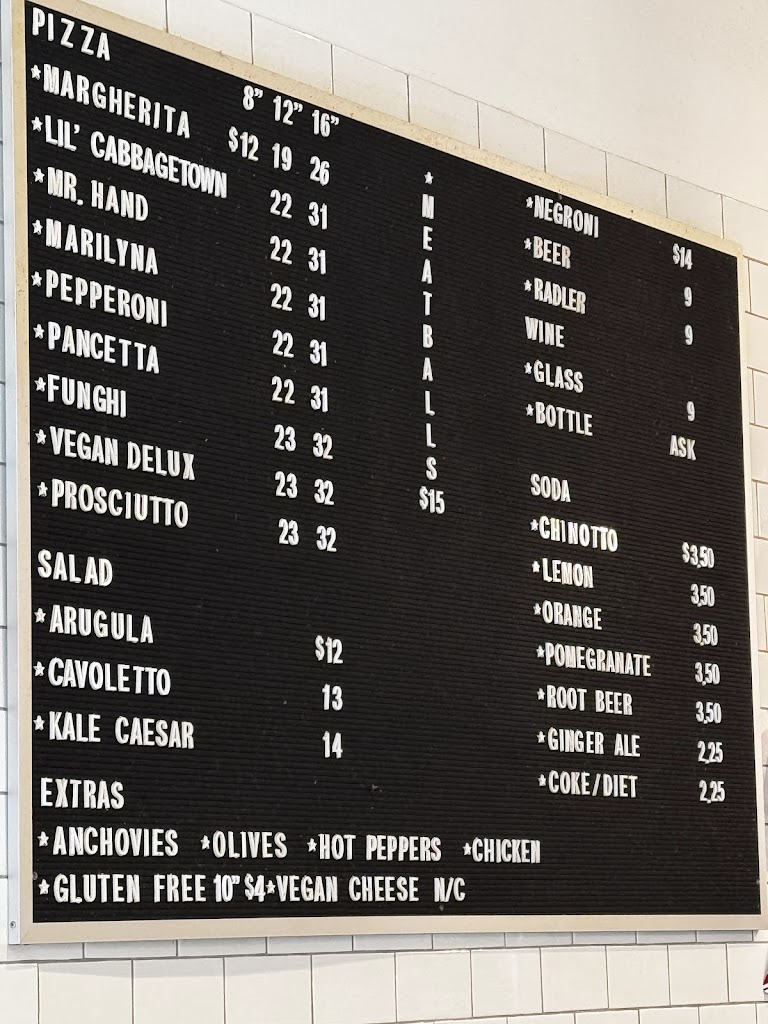 PIZZA 8" 12" 16"
*MARGHERITA $12 19 26
*LIL' CABBAGETOWN 22 31
*MR. HAND 22 31
*MARILYNA 22 31
*PEPPERONI 22 31
*PANCETTA 22 31
*FUNGHI 23 32
*VEGAN DELUX 23 32
*PROSCIUTTO 23 32
SALAD
*ARUGULA $12
*CAVOLETTO 13
*KALE CAESAR 14
*MEATBALLS
$15
*NEGRONI $14
*BEER 9
*RADLER 9
WINE
*GLASS 9
*BOTTLE ASK
SODA
*CHINOTTO $3,50
*LEMON 3,50
*ORANGE 3,50
*POMEGRANATE 3,50
*ROOT BEER 3,50
*GINGER ALE 2,25
*COKE/DIET 2,25
EXTRAS
*ANCHOVIES *OLIVES *HOT PEPPERS *CHICKEN
*GLUTEN FREE 10" $4*VEGAN CHEESE N/C